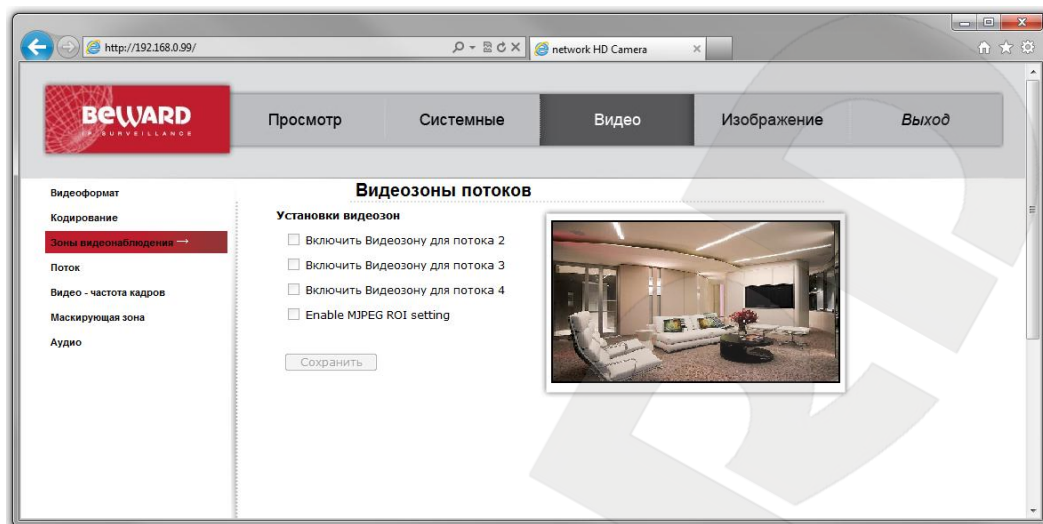 http://192.168.0.99/
network HD Camera
BEWARD
IP SURVEILLANCE
Просмотр
Системные
Видео
Изображение
Выход
Видеоформат
Кодирование
Зоны видеонаблюдения →
Поток
Видео - частота кадров
Маскирующая зона
Аудио
Видеозоны потоков
Установки видеозон
Включить Видеозону для потока 2
Включить Видеозону для потока 3
Включить Видеозону для потока 4
Enable MJPEG ROI setting
Сохранить